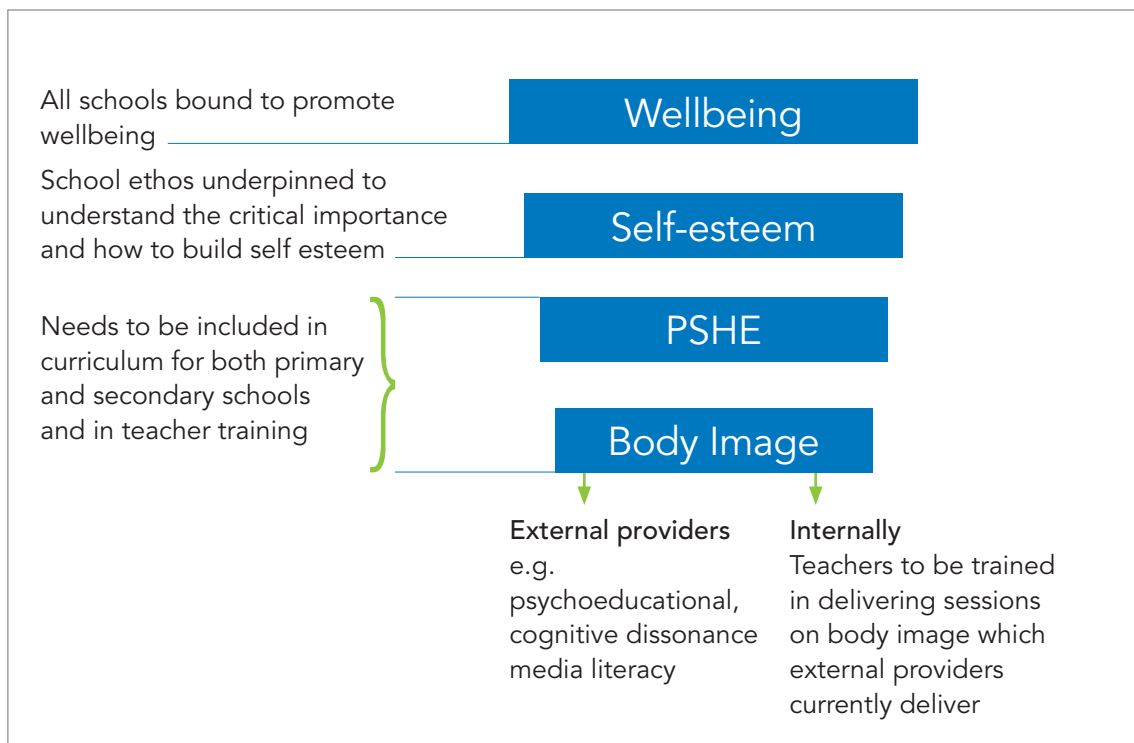 All schools bound to promote
wellbeing
Wellbeing
School ethos underpinned to
understand the critical importance
and how to build self esteem
Self-esteem
Needs to be included in
curriculum for both primary
and secondary schools
and in teacher training
PSHE
Body Image
External providers
e.g.
psychoeducational,
cognitive dissonance
media literacy
Internally
Teachers to be trained
in delivering sessions
on body image which
external providers
currently deliver